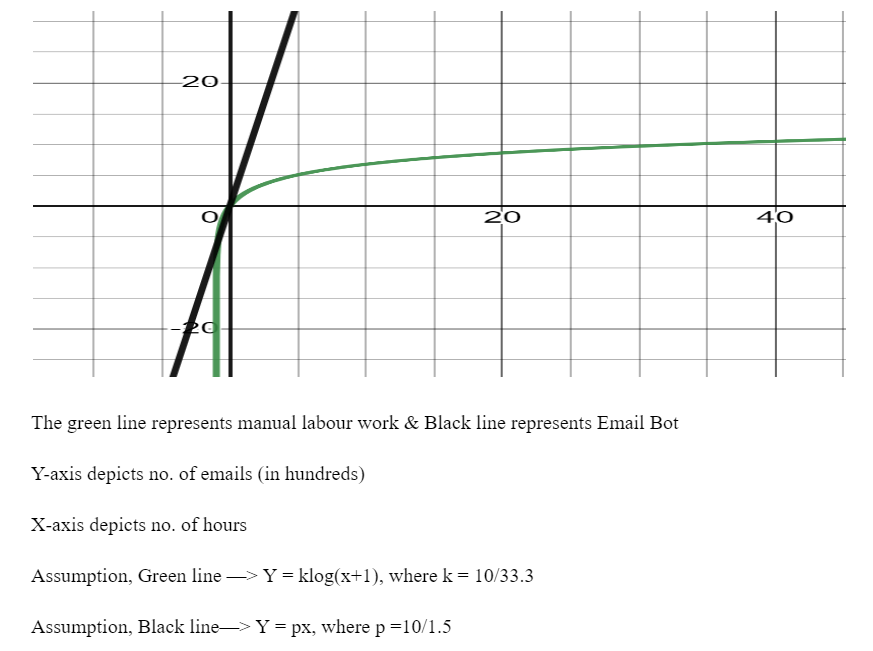 20
0 20 40
-20
The green line represents manual labour work & Black line represents Email Bot
Y-axis depicts no. of emails (in hundreds)
X-axis depicts no. of hours
Assumption, Green line —> Y = klog(x+1), where k = 10/33.3
Assumption, Black line—> Y = px, where p =10/1.5